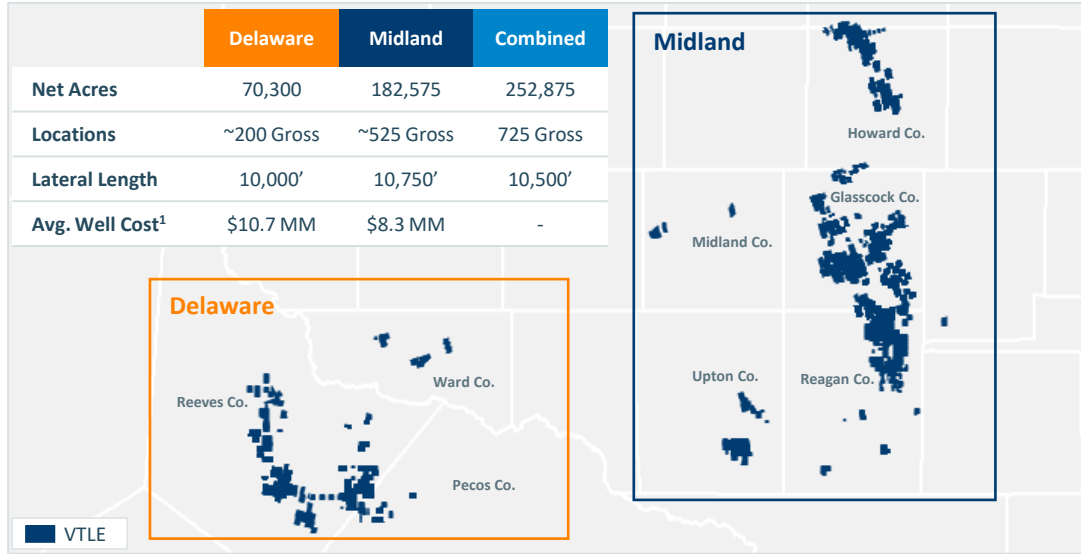 Delaware Midland Combined
Net Acres 70,300 182,575 252,875
Locations ~200 Gross ~525 Gross 725 Gross
Lateral Length 10,000’ 10,750’ 10,500’
Avg. Well Cost1 $10.7 MM $8.3 MM -
Midland
Howard Co.
Glasscock Co.
Midland Co.
Upton Co. Reagan Co.
Delaware
Ward Co.
Reeves Co.
Pecos Co.
VTLE